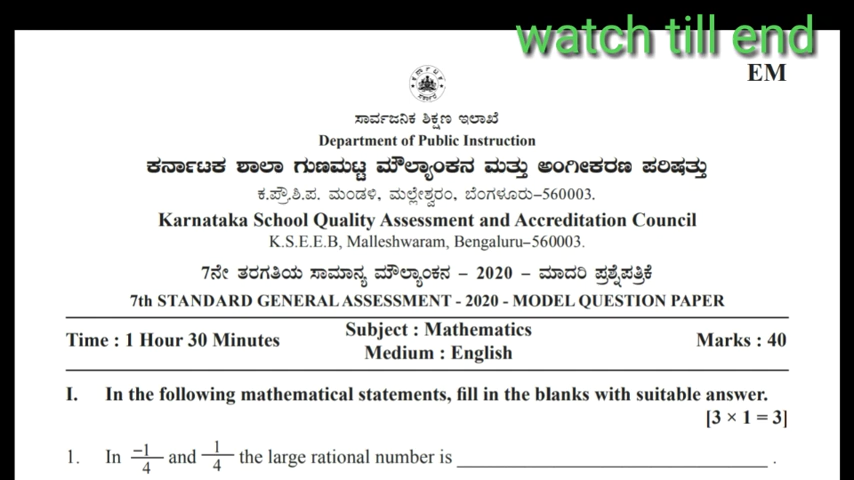 watch till end
EM
ಸಾರ್ವಜನಿಕ ಶಿಕ್ಷಣ ಇಲಾಖೆ
Department of Public Instruction
ಕರ್ನಾಟಕ ಶಾಲಾ ಗುಣಮಟ್ಟ ಮೌಲ್ಯಾಂಕನ ಮತ್ತು ಅಂಗೀಕರಣ ಪರಿಷತ್ತು
ಕ.ಪ್ರೌ.ಶಿ.ಪ. ಮಂಡಳಿ, ಮಲ್ಲೇಶ್ವರಂ, ಬೆಂಗಳೂರು–560003.
Karnataka School Quality Assessment and Accreditation Council
K.S.E.E.B, Malleshwaram, Bengaluru–560003.
7ನೇ ತರಗತಿಯ ಸಾಮಾನ್ಯ ಮೌಲ್ಯಾಂಕನ – 2020 – ಮಾದರಿ ಪ್ರಶ್ನೆಪತ್ರಿಕೆ
7th STANDARD GENERAL ASSESSMENT - 2020 - MODEL QUESTION PAPER
Time : 1 Hour 30 Minutes Subject : Mathematics Marks : 40
Medium : English
I. In the following mathematical statements, fill in the blanks with suitable answer.
[3 × 1 = 3]
1. In −1/4 and 1/4 the large rational number is ____________________ .